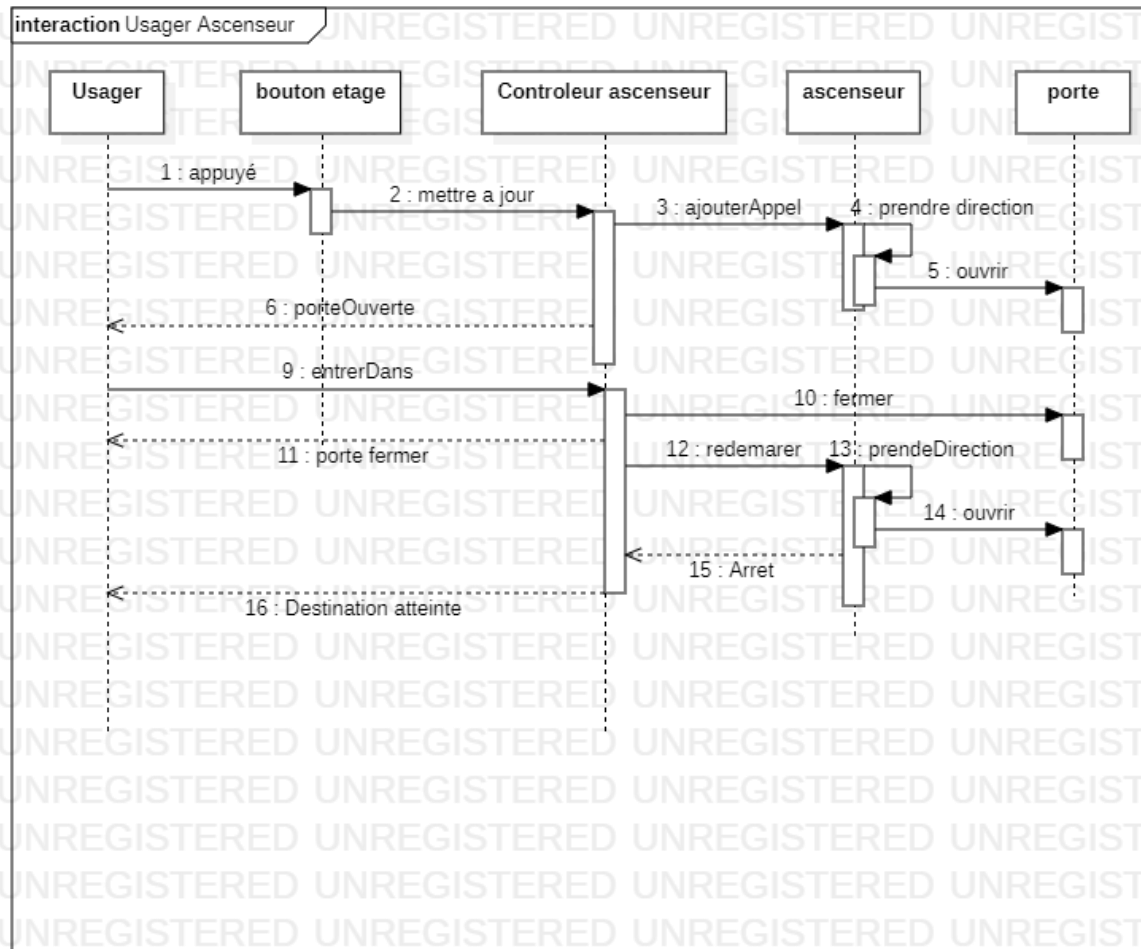 interaction Usager Ascenseur
Usager
bouton etage
Controleur ascenseur
ascenseur
porte
1 : appuyé
2 : mettre a jour
3 : ajouterAppel
4 : prendre direction
5 : ouvrir
6 : porteOuverte
9 : entrerDans
10 : fermer
11 : porte fermer
12 : redemarer
13 : prendeDirection
14 : ouvrir
15 : Arret
16 : Destination atteinte
UNREGISTERED